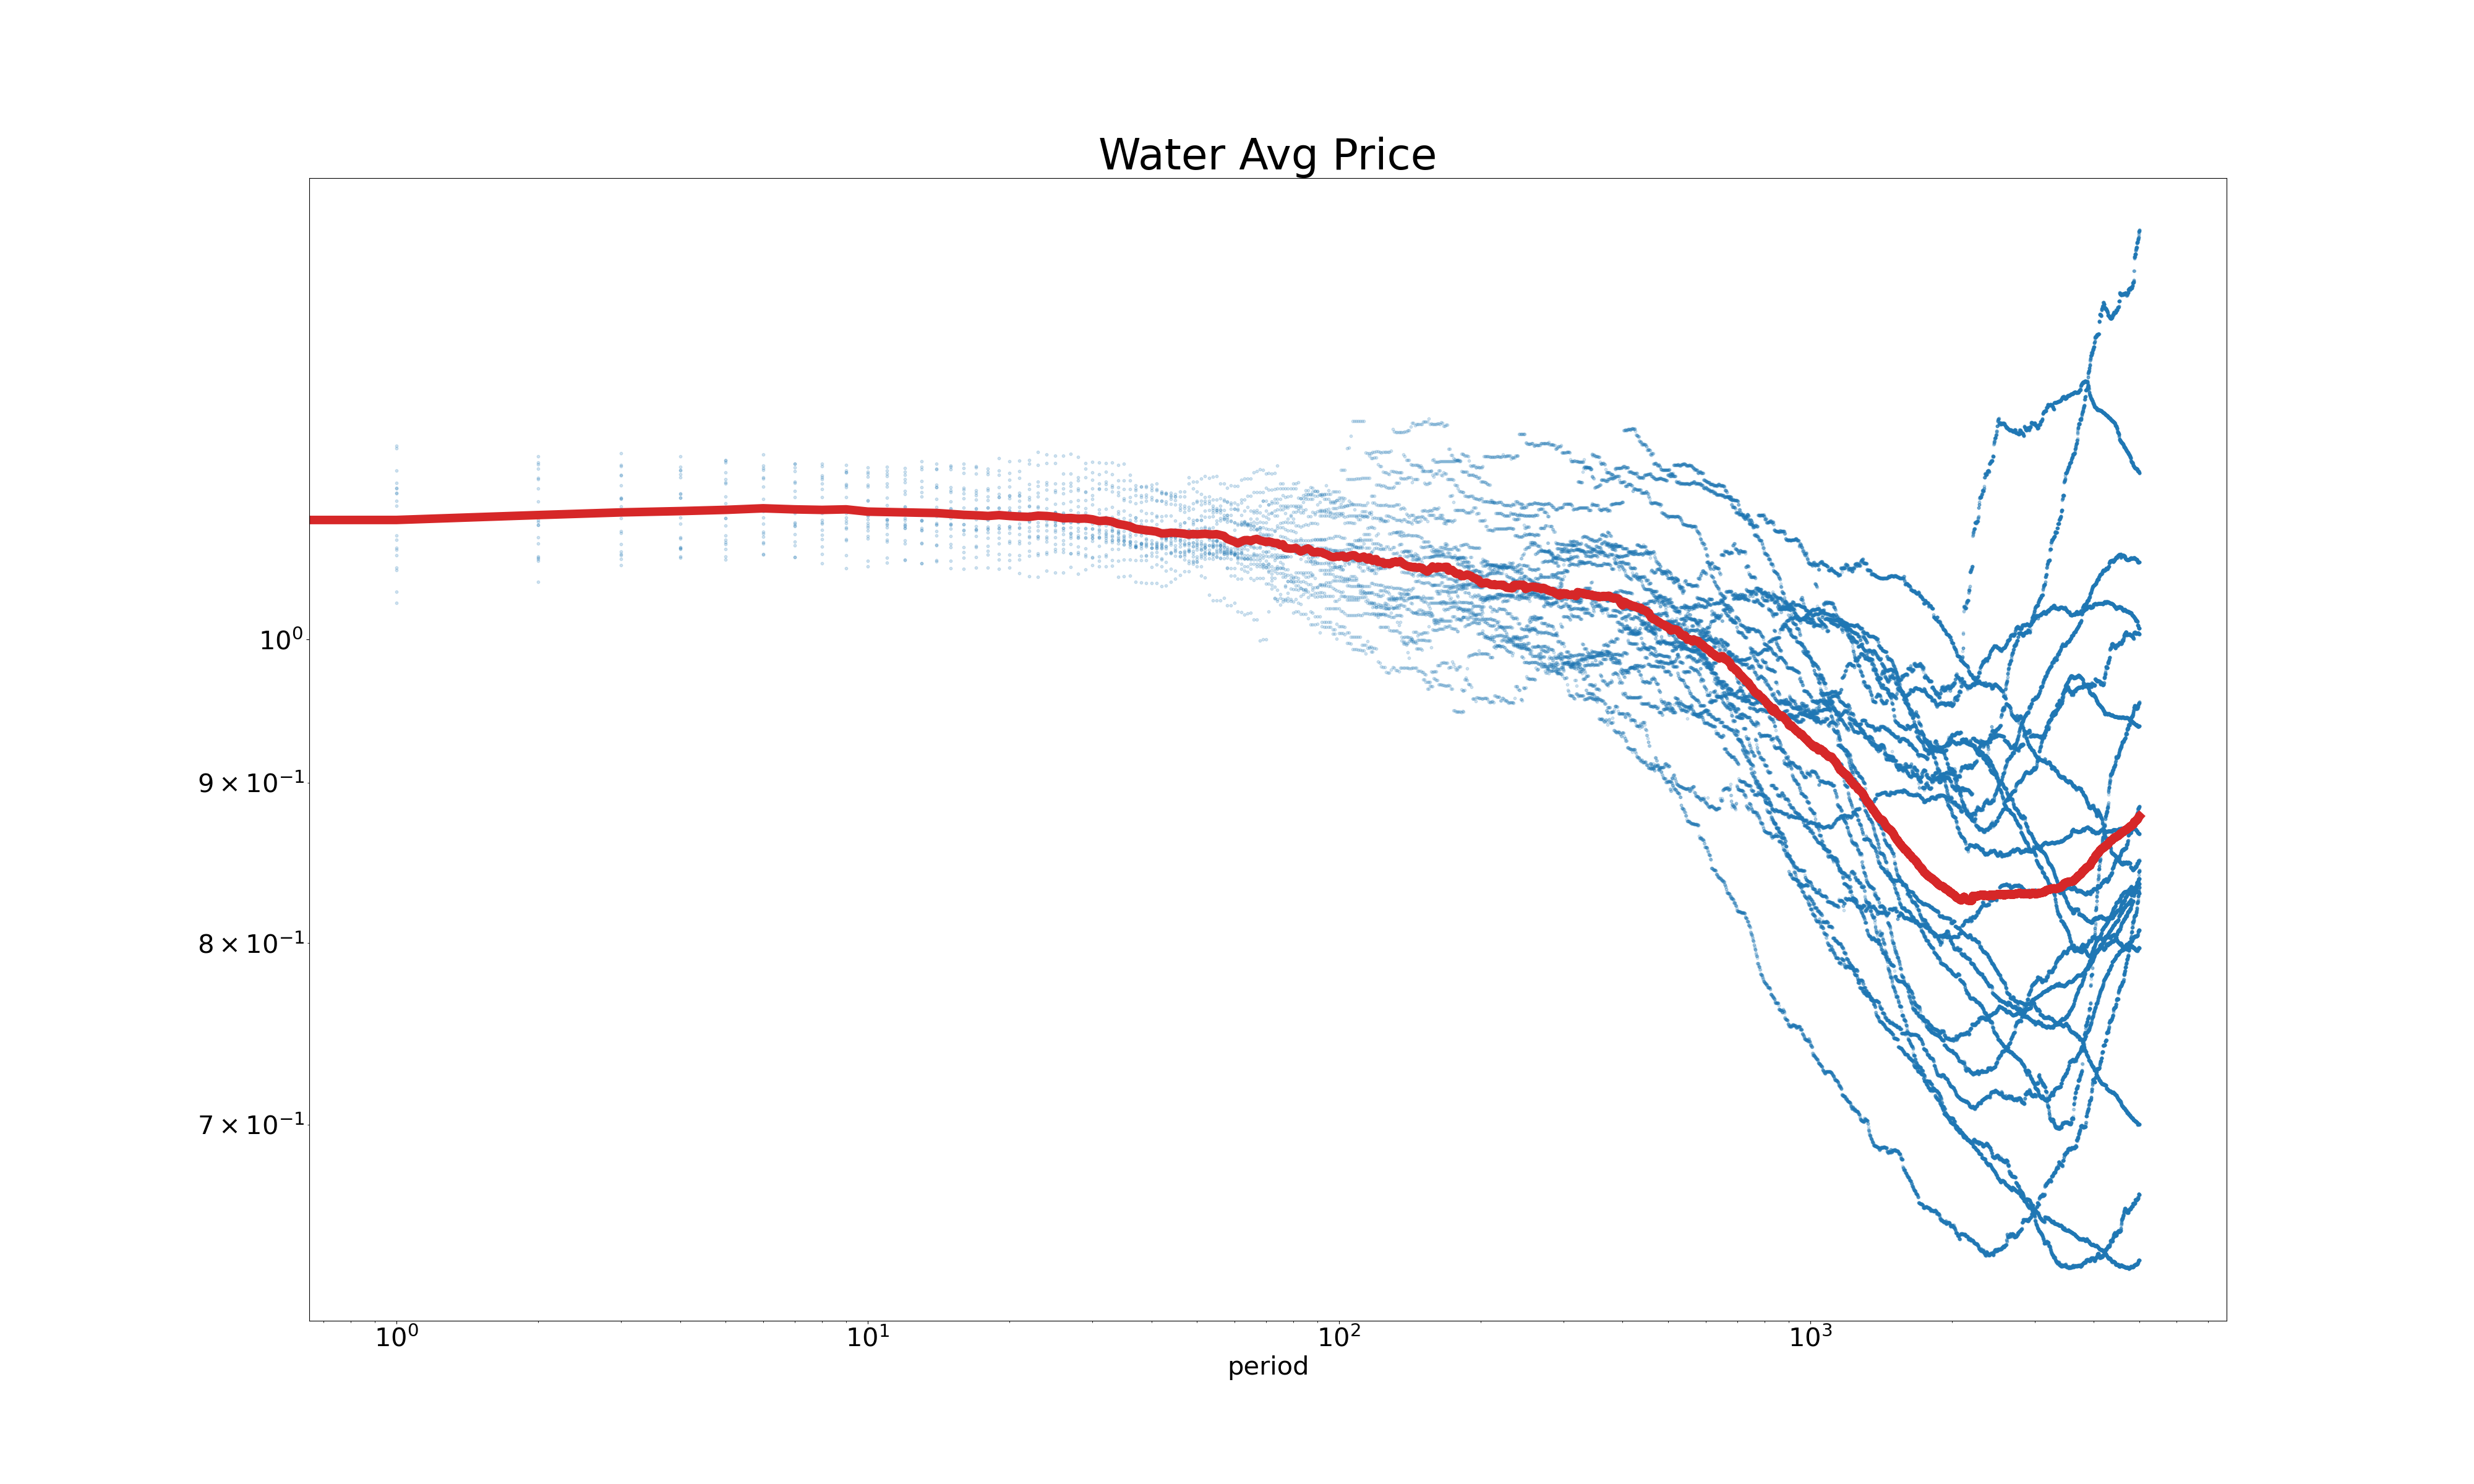 Water Avg Price
10⁰
9 × 10⁻¹
8 × 10⁻¹
7 × 10⁻¹
10⁰ 10¹ 10² 10³
period